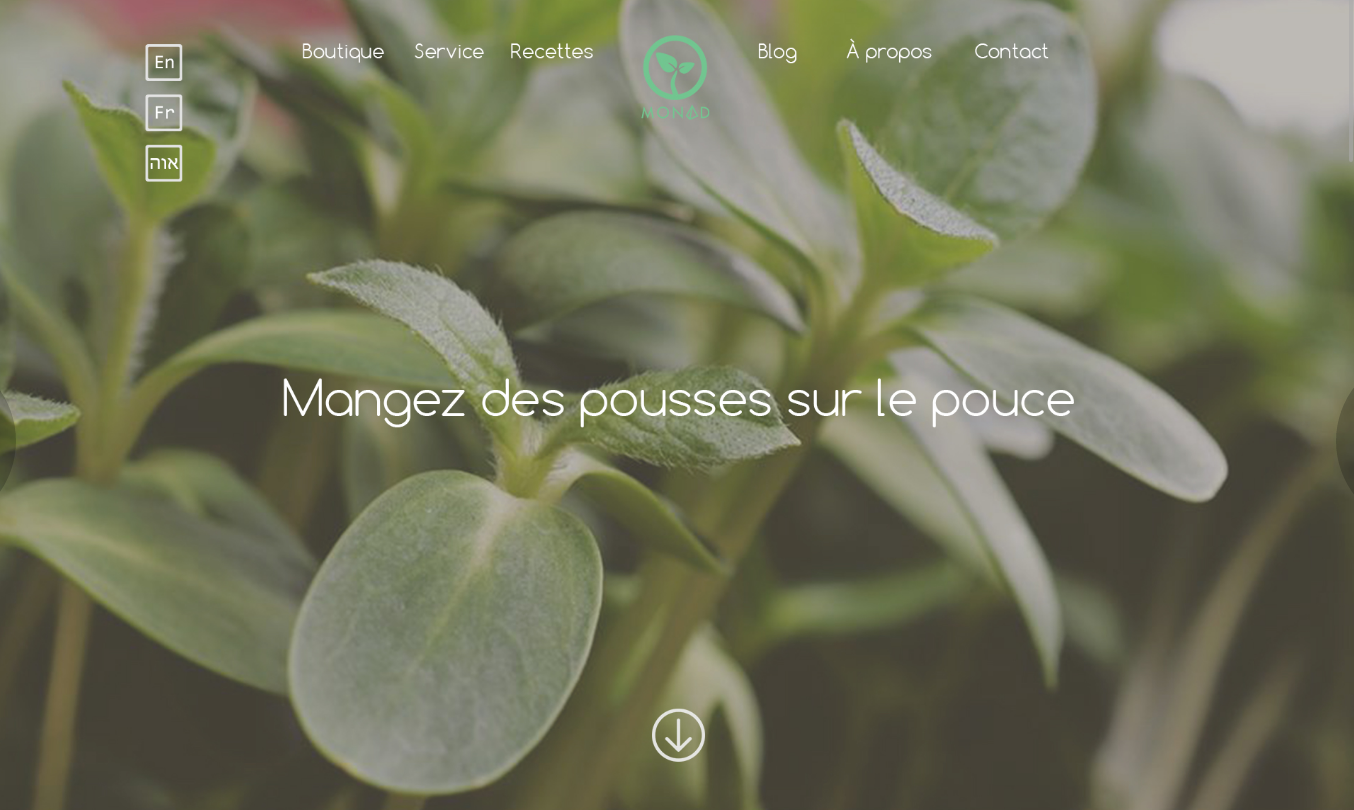 Boutique Service Recettes Blog À propos Contact
En
Fr
אוה
MONAD
Mangez des pousses sur le pouce